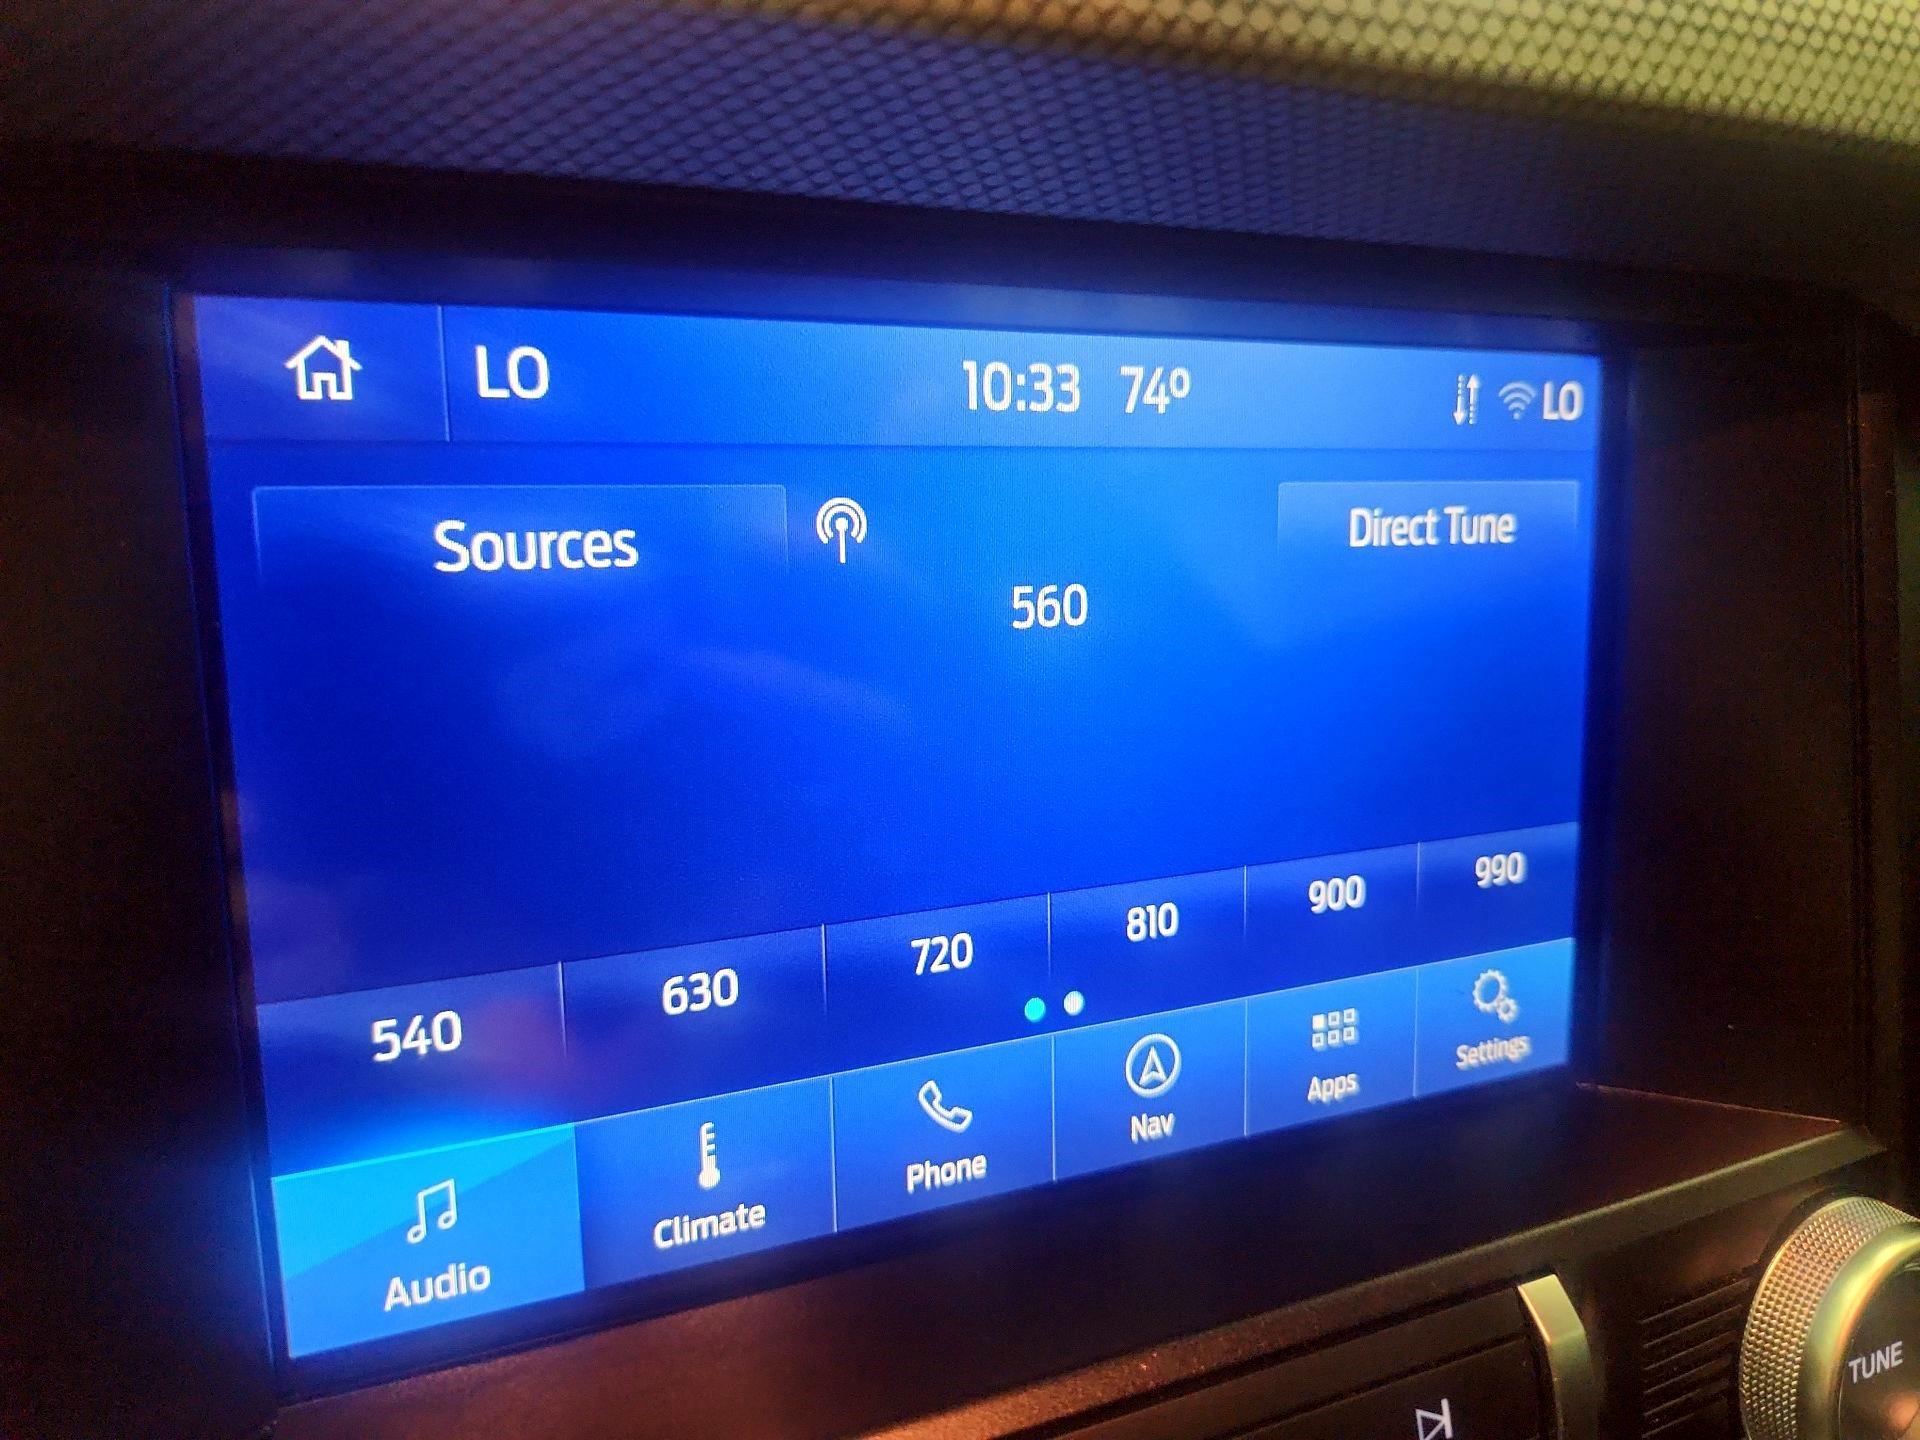 LO 10:33 74º LO
Sources Direct Tune
560
540 630 720 810 900 990
Audio Climate Phone Nav Apps Settings
TUNE